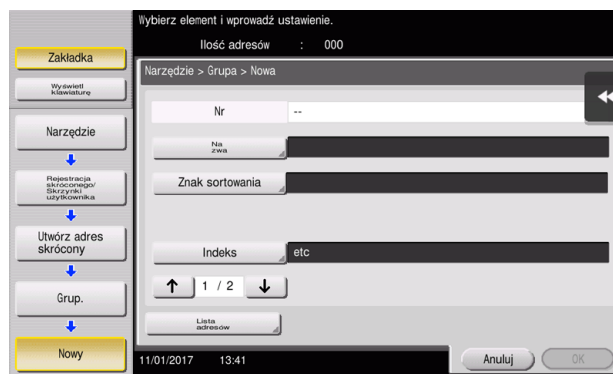 Wybierz element i wprowadź ustawienie.
Ilość adresów : 000
Zakładka
Wyświetl
klawiaturę
Narzędzie
Rejestracja
skróconego/
Skrzynki
użytkownika
Utwórz adres
skrócony
Grup.
Nowy
Narzędzie > Grupa > Nowa
Nr --
Na
zwa
Znak sortowania
Indeks etc
1 / 2
Lista
adresów
11/01/2017 13:41
Anuluj OK